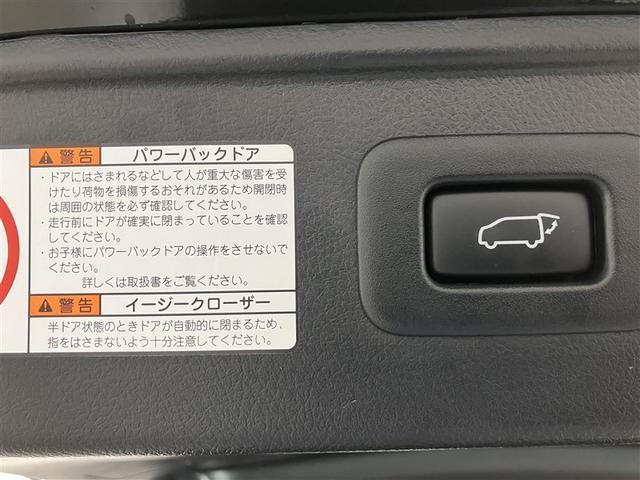 警告 パワーバックドア
・ドアにはさまれるなどして人が重大な傷害を受
けたり荷物を損傷するおそれがあるため開閉時
は周囲の状態を必ず確認してください。
・走行前にドアが確実に閉まっていることを確認
してください。
・お子様にパワーバックドアの操作をさせないで
ください。
詳しくは取扱書をご覧ください。
警告 イージークローザー
半ドア状態のときドアが自動的に閉まるため、
指をはさまないよう十分注意してください。